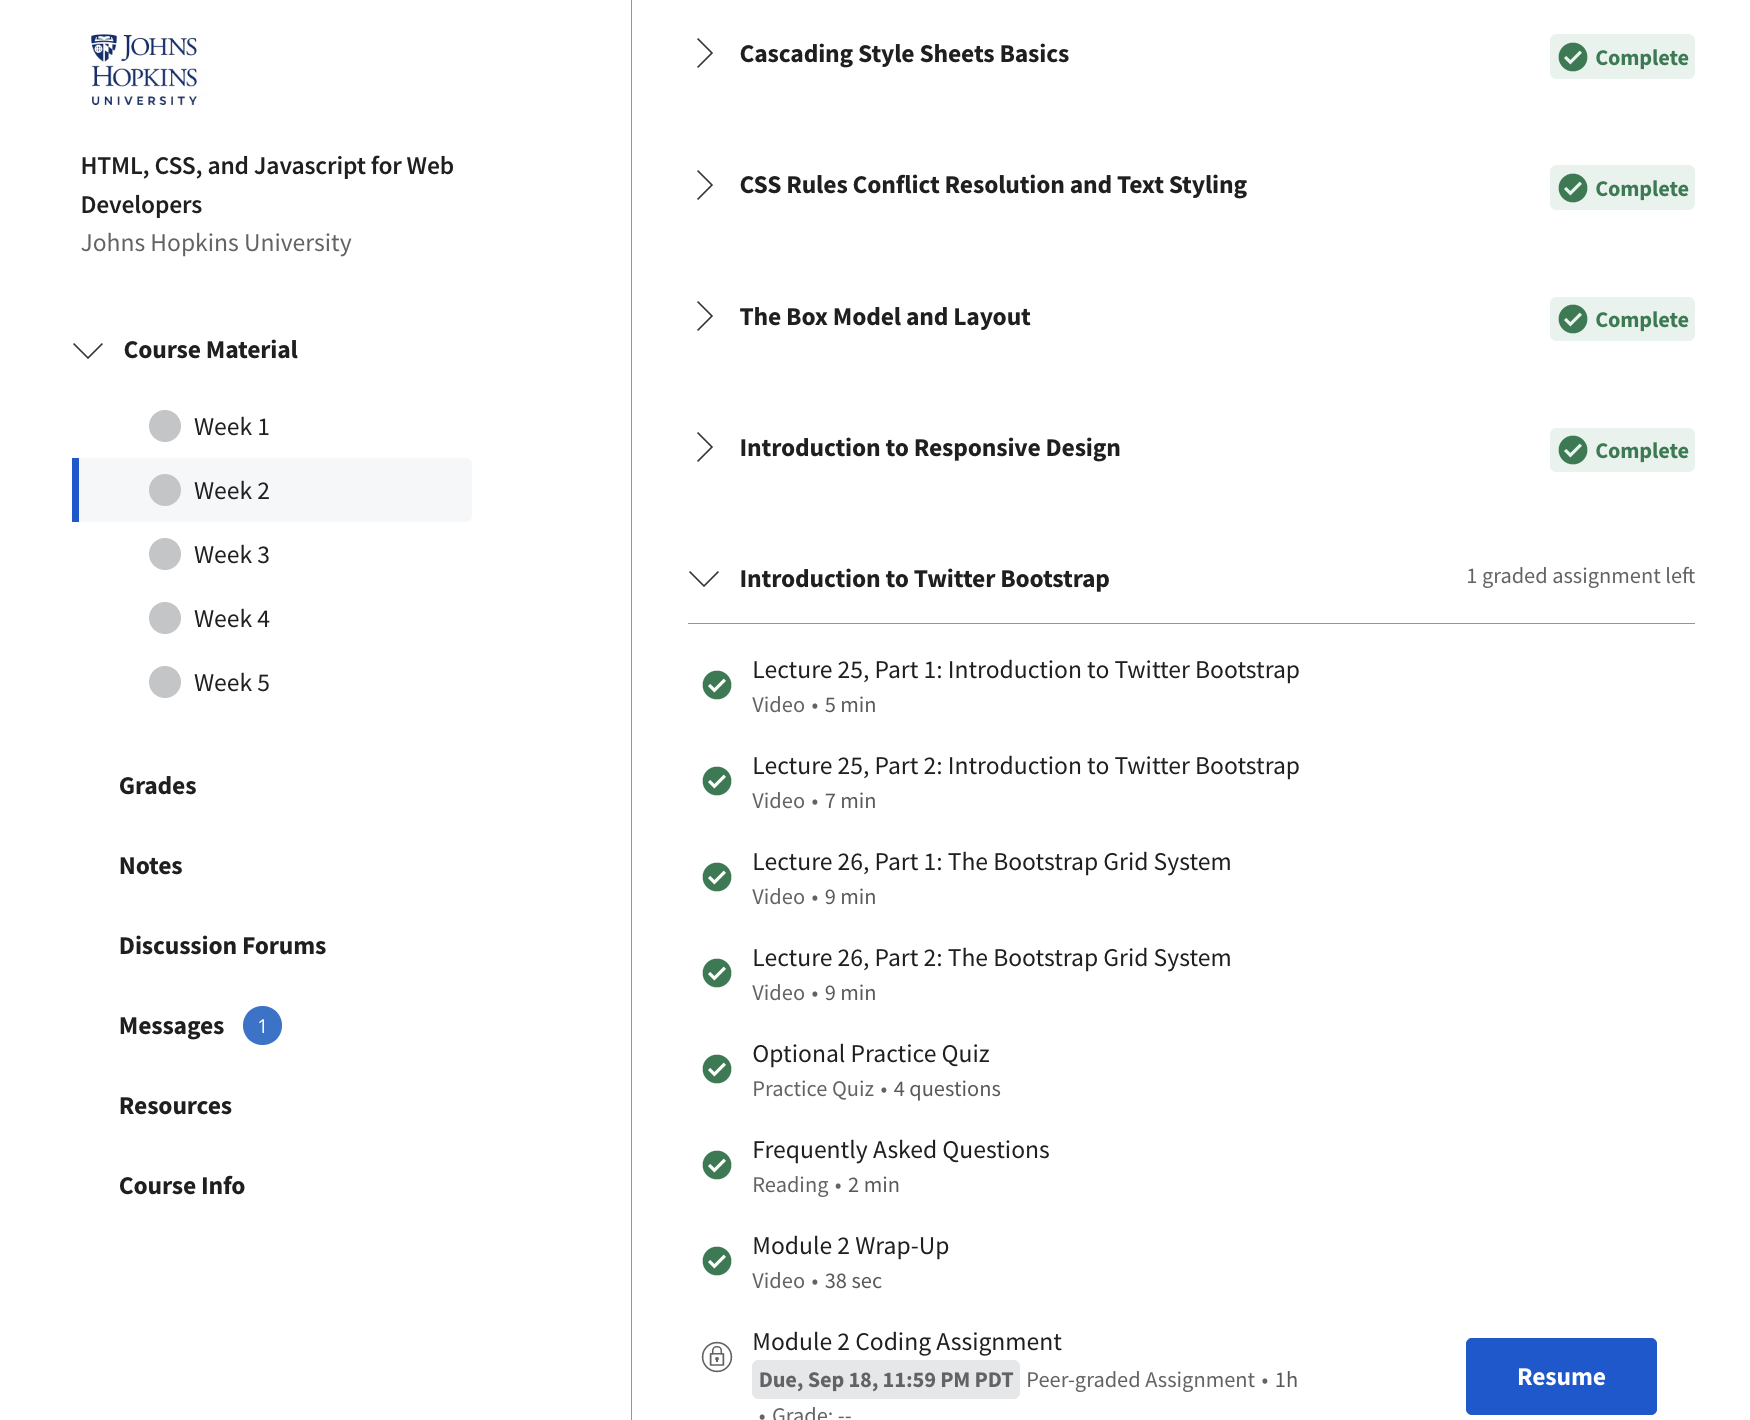 JOHNS
HOPKINS
UNIVERSITY
HTML, CSS, and Javascript for Web
Developers
Johns Hopkins University
Course Material
Week 1
Week 2
Week 3
Week 4
Week 5
Grades
Notes
Discussion Forums
Messages 1
Resources
Course Info
Cascading Style Sheets Basics
Complete
CSS Rules Conflict Resolution and Text Styling
Complete
The Box Model and Layout
Complete
Introduction to Responsive Design
Complete
Introduction to Twitter Bootstrap
1 graded assignment left
Lecture 25, Part 1: Introduction to Twitter Bootstrap
Video • 5 min
Lecture 25, Part 2: Introduction to Twitter Bootstrap
Video • 7 min
Lecture 26, Part 1: The Bootstrap Grid System
Video • 9 min
Lecture 26, Part 2: The Bootstrap Grid System
Video • 9 min
Optional Practice Quiz
Practice Quiz • 4 questions
Frequently Asked Questions
Reading • 2 min
Module 2 Wrap-Up
Video • 38 sec
Module 2 Coding Assignment
Due, Sep 18, 11:59 PM PDT Peer-graded Assignment • 1h
• Grade: --
Resume